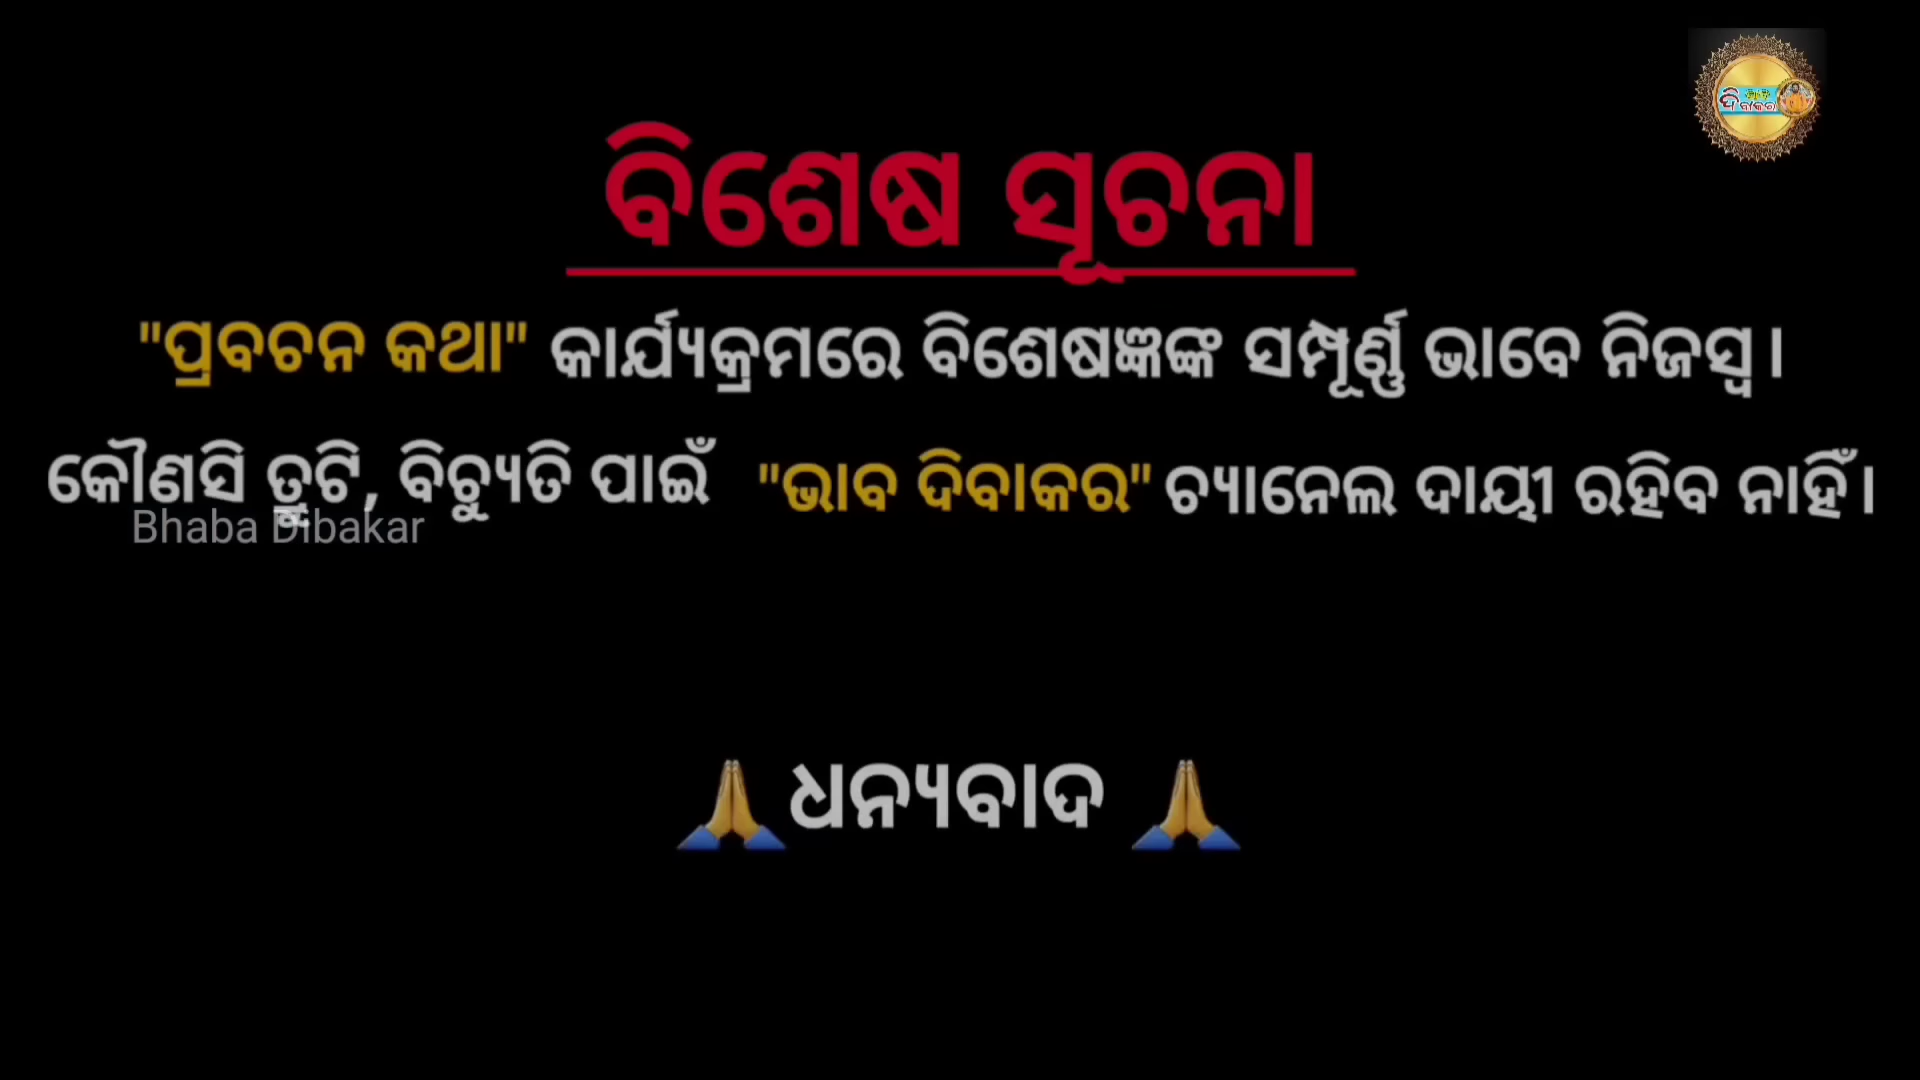 ବିଶେଷ ସୂଚନା
"ପ୍ରବଚନ କଥା" କାର୍ଯ୍ୟକ୍ରମରେ ବିଶେଷଜ୍ଞଙ୍କ ସମ୍ପୂର୍ଣ୍ଣ ଭାବେ ନିଜସ୍ୱ ।
କୌଣସି ତ୍ରୁଟି, ବିଚ୍ୟୁତି ପାଇଁ "ଭାବ ଦିବାକର" ଚ୍ୟାନେଲ ଦାୟୀ ରହିବ ନାହିଁ ।
Bhaba Dibakar
🙏ଧନ୍ୟବାଦ 🙏